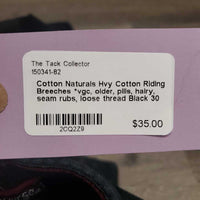 The Tack Collector
150341-82
Cotton Naturals Hvy Cotton Riding
Breeches *vgc, older, pills, hairy,
seam rubs, loose thread Black 30
2CQ2Z9
$35.00